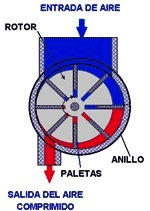 ENTRADA DE AIRE
ROTOR
ANILLO
PALETAS
SALIDA DEL AIRE
COMPRIMIDO